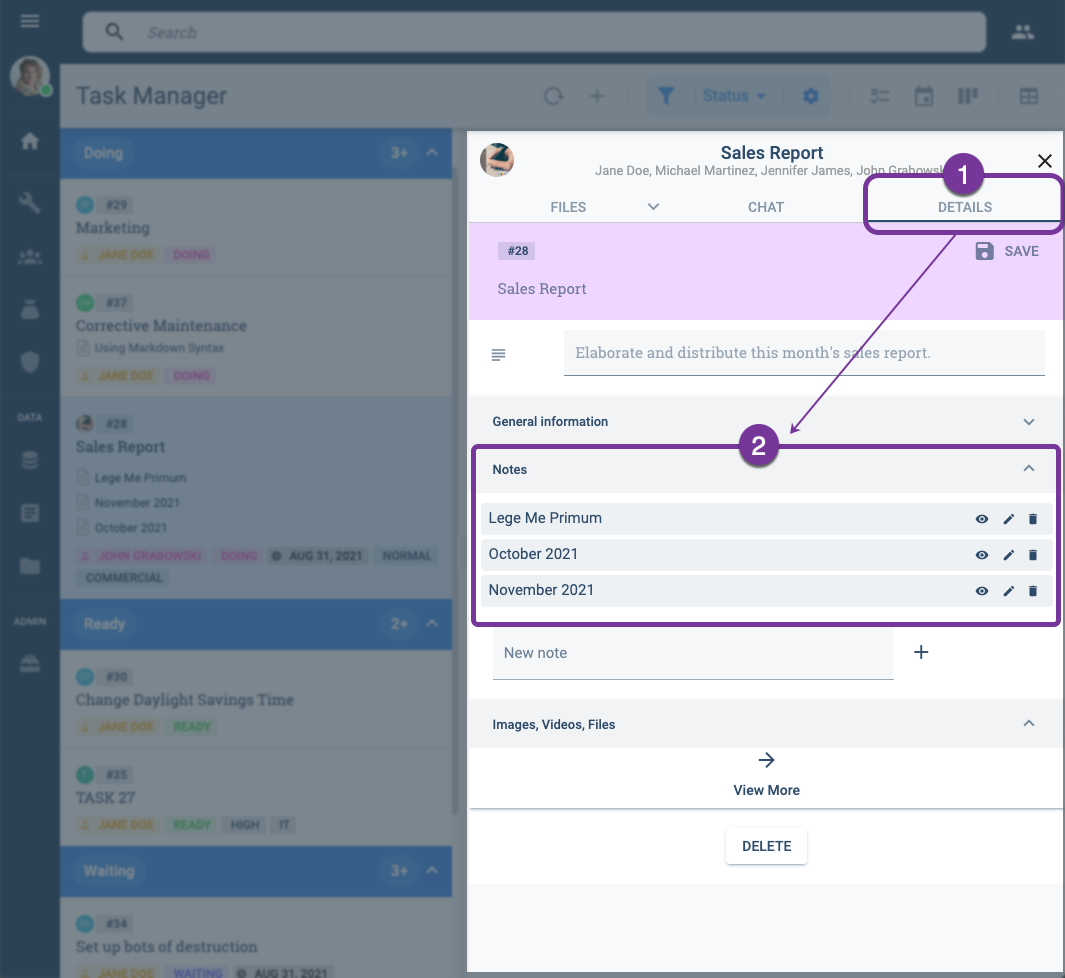 Search
Task Manager
Status
Doing
3+
#29
Marketing
JANE DOE DOING
#37
Corrective Maintenance
Using Markdown Syntax
JANE DOE DOING
DATA
#28
Sales Report
Lege Me Primum
November 2021
October 2021
JOHN GRABOWSKI DOING AUG 31, 2021 NORMAL
COMMERCIAL
ADMIN
Ready
2+
#30
Change Daylight Savings Time
JANE DOE READY
#35
TASK 27
JANE DOE READY HIGH IT
Waiting
3+
#34
Set up bots of destruction
JANE DOE WAITING AUG 31, 2021
Sales Report
Jane Doe, Michael Martinez, Jennifer James, John Grabowsk
1
FILES CHAT DETAILS
#28
SAVE
Sales Report
Elaborate and distribute this month's sales report.
General information
2
Notes
Lege Me Primum
October 2021
November 2021
New note
Images, Videos, Files
View More
DELETE